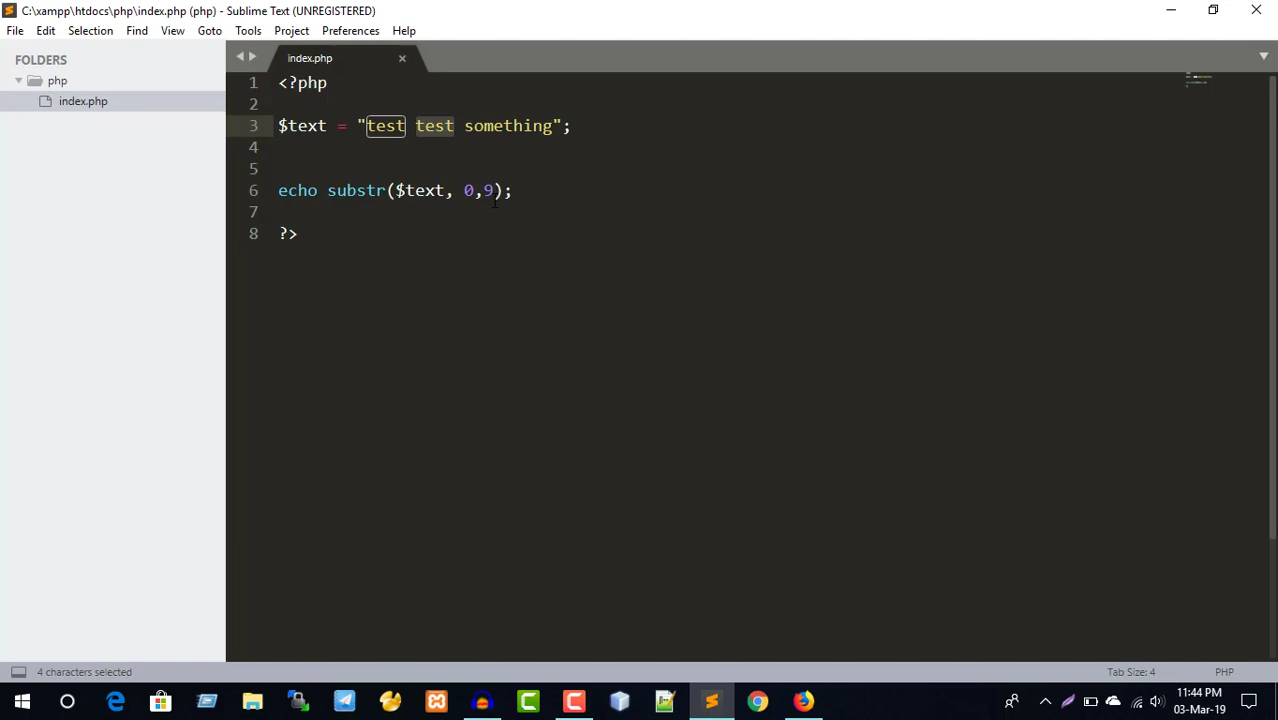 C:\xampp\htdocs\php\index.php (php) - Sublime Text (UNREGISTERED)
File Edit Selection Find View Goto Tools Project Preferences Help
FOLDERS
php
index.php
index.php
1 <?php
2
3 $text = "test test something";
4
5
6 echo substr($text, 0,9);
7
8 ?>
4 characters selected
Tab Size: 4
PHP
11:44 PM
03-Mar-19